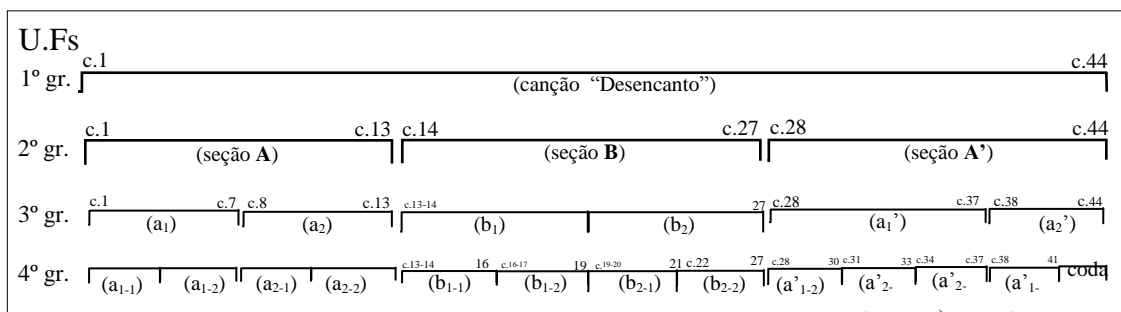 U.Fs
c.1 c.44
1º gr.
(canção “Desencanto”)
c.1 c.13 c.14 c.27 c.28 c.44
2º gr.
(seção A) (seção B) (seção A’)
c.1 c.7 c.8 c.13 c.13-14 27 c.28 c.37 c.38 c.44
3º gr.
(a1) (a2) (b1) (b2) (a1’) (a2’)
c.13-14 16 c.16-17 19 c.19-20 21 c.22 27 c.28 30 c.31 33 c.34 c.37 c.38 41 coda
4º gr.
(a1-1) (a1-2) (a2-1) (a2-2) (b1-1) (b1-2) (b2-1) (b2-2) (a’1-2) (a’2- (a’2- (a’1-